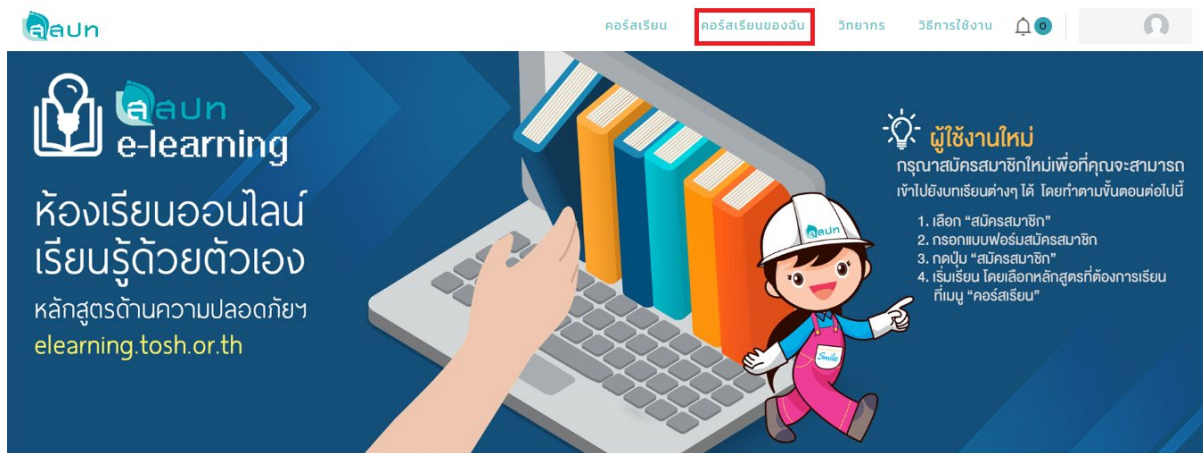 สสปท
คอร์สเรียน คอร์สเรียนของฉัน วิทยากร วิธีการใช้งาน 0
สสปท
e-learning
ห้องเรียนออนไลน์
เรียนรู้ด้วยตัวเอง
หลักสูตรด้านความปลอดภัยฯ
elearning.tosh.or.th
สสปท
Smile
ผู้ใช้งานใหม่
กรุณาสมัครสมาชิกใหม่เพื่อที่คุณจะสามารถ
เข้าไปยังบทเรียนต่างๆ ได้ โดยทำตามขั้นตอนต่อไปนี้
1. เลือก “สมัครสมาชิก”
2. กรอกแบบฟอร์มสมัครสมาชิก
3. กดปุ่ม “สมัครสมาชิก”
4. เริ่มเรียน โดยเลือกหลักสูตรที่ต้องการเรียน
ที่เมนู “คอร์สเรียน”